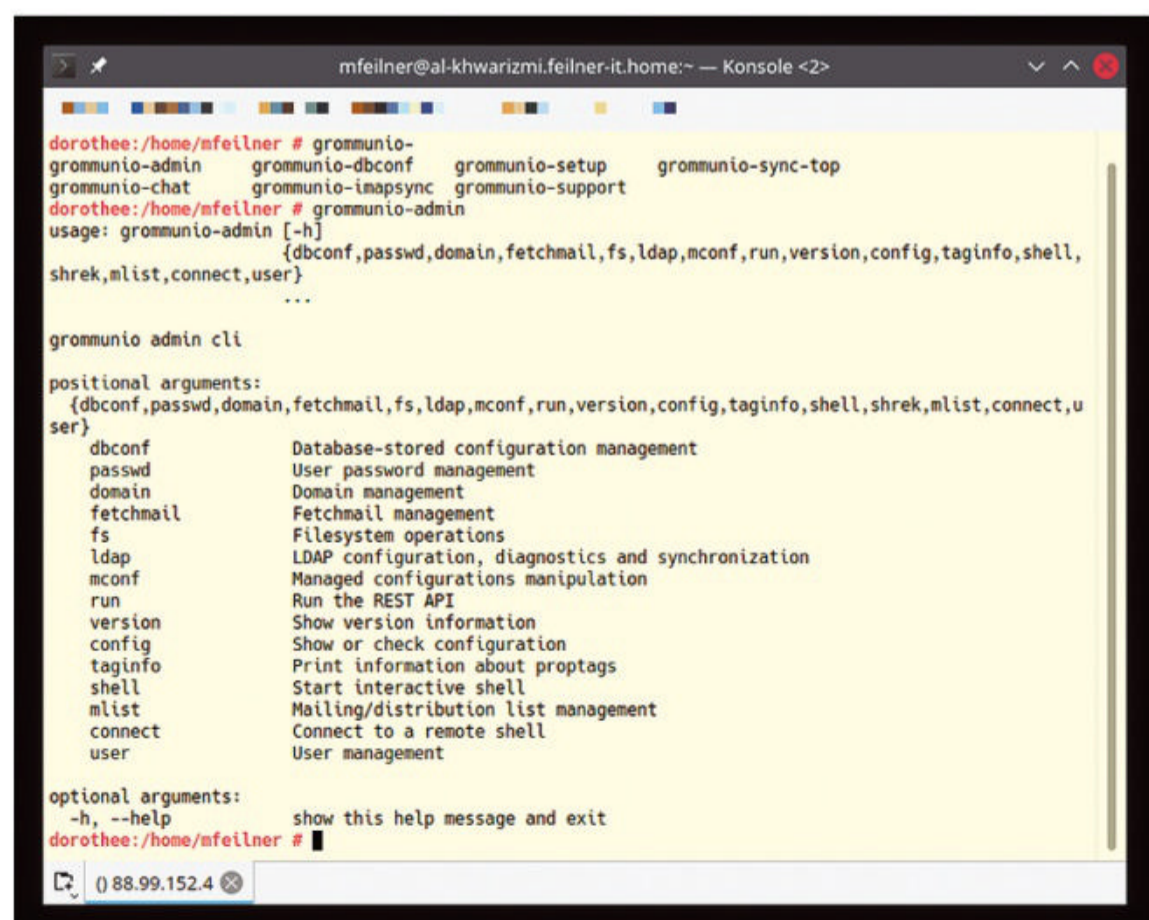 mfeilner@al-khwarizmi.feilner-it.home:~ — Konsole <2>
dorothee:/home/mfeilner # grommunio-
grommunio-admin grommunio-dbconf grommunio-setup grommunio-sync-top
grommunio-chat grommunio-imapsync grommunio-support
dorothee:/home/mfeilner # grommunio-admin
usage: grommunio-admin [-h]
{dbconf,passwd,domain,fetchmail,fs,ldap,mconf,run,version,config,taginfo,shell,
shrek,mlist,connect,user}
...
grommunio admin cli
positional arguments:
{dbconf,passwd,domain,fetchmail,fs,ldap,mconf,run,version,config,taginfo,shell,shrek,mlist,connect,u
ser}
dbconf Database-stored configuration management
passwd User password management
domain Domain management
fetchmail Fetchmail management
fs Filesystem operations
ldap LDAP configuration, diagnostics and synchronization
mconf Managed configurations manipulation
run Run the REST API
version Show version information
config Show or check configuration
taginfo Print information about proptags
shell Start interactive shell
mlist Mailing/distribution list management
connect Connect to a remote shell
user User management
optional arguments:
-h, --help show this help message and exit
dorothee:/home/mfeilner #
() 88.99.152.4